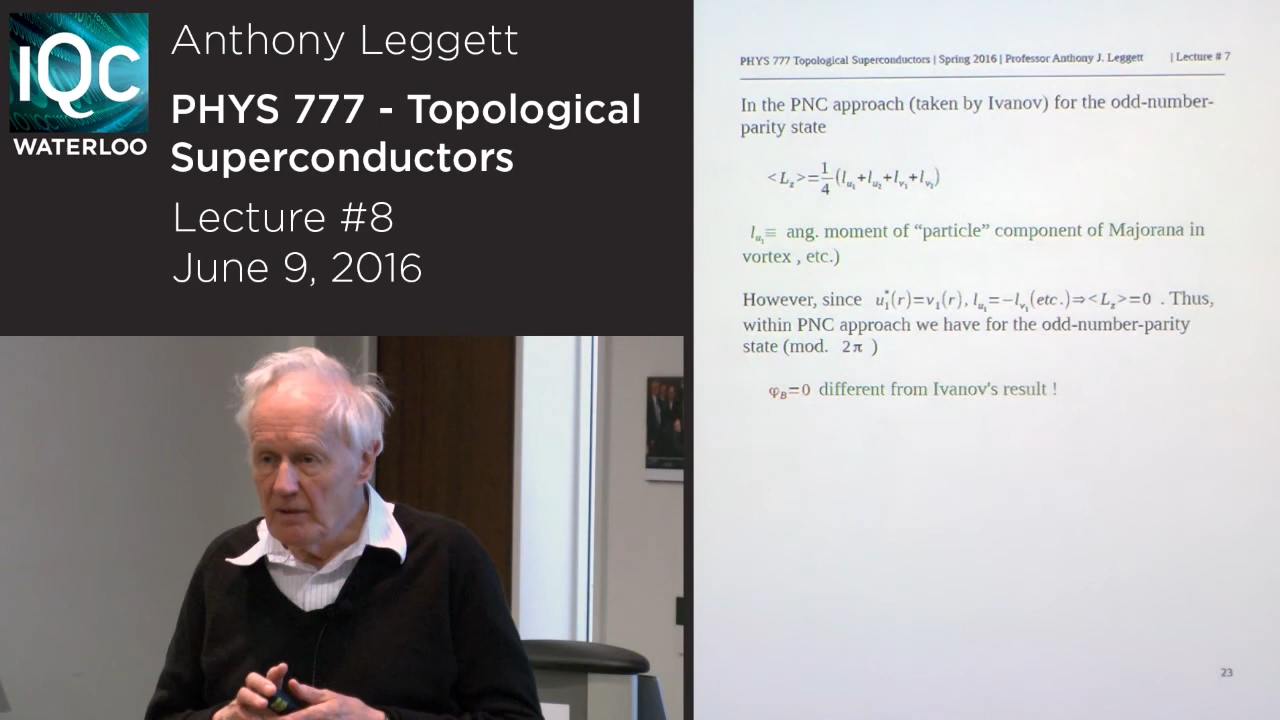 IQC
WATERLOO
Anthony Leggett
PHYS 777 - Topological
Superconductors
Lecture #8
June 9, 2016
PHYS 777 Topological Superconductors | Spring 2016 | Professor Anthony J. Leggett | Lecture # 7
In the PNC approach (taken by Ivanov) for the odd-number-
parity state
<L_z>=1/4(l_{u_1}+l_{u_2}+l_{v_1}+l_{v_2})
l_{u_1}≡ ang. moment of “particle” component of Majorana in
vortex , etc.)
However, since u_1^*(r)=v_1(r), l_{u_1}=-l_{v_1}(etc.)⇒<L_z>=0 . Thus,
within PNC approach we have for the odd-number-parity
state (mod. 2π )
φ_B=0 different from Ivanov's result !
23